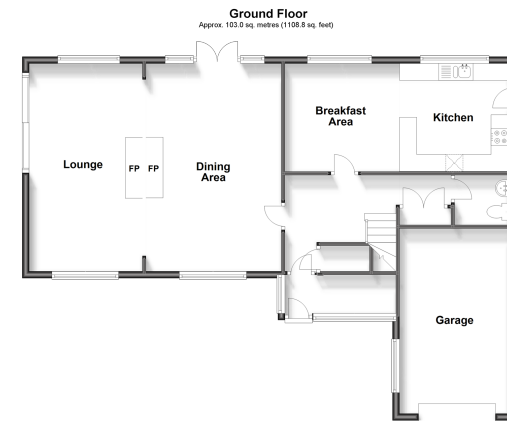 Ground Floor
Approx. 103.0 sq. metres (1108.8 sq. feet)
Breakfast
Area
Kitchen
Lounge
FP FP
Dining
Area
Garage